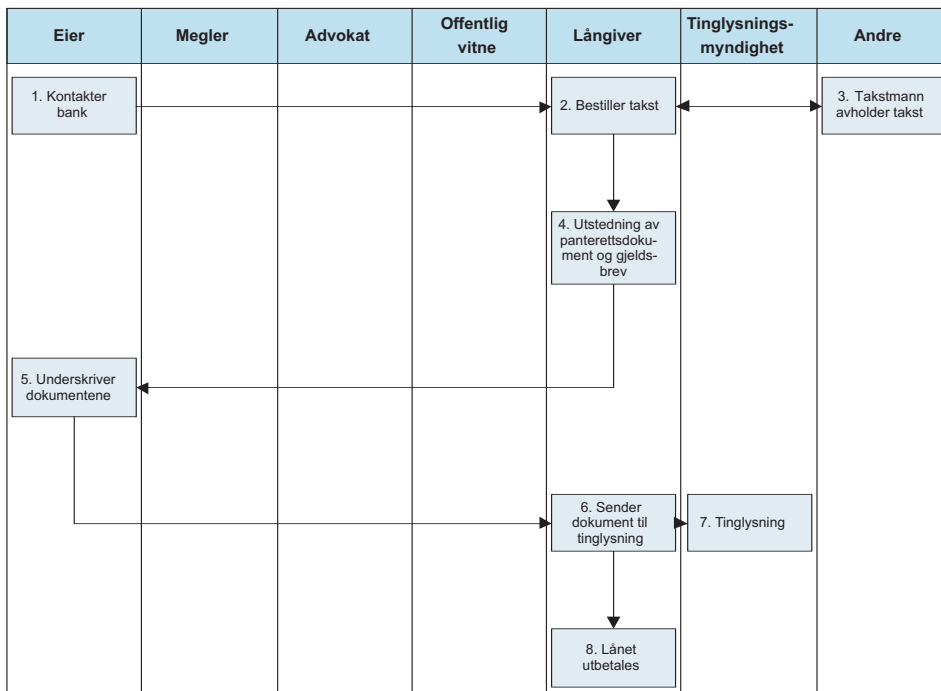 Eier
Megler
Advokat
Offentlig
vitne
Långiver
Tinglysnings-
myndighet
Andre
1. Kontakter
bank
2. Bestiller takst
3. Takstmann
avholder takst
4. Utstedning av
panterettsdoku-
ment og gjelds-
brev
5. Underskriver
dokumentene
6. Sender
dokument til
tinglysning
7. Tinglysning
8. Lånet
utbetales